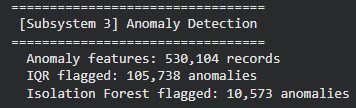 ==================================
[Subsystem 3] Anomaly Detection
==================================
Anomaly features: 530,104 records
IQR flagged: 105,738 anomalies
Isolation Forest flagged: 10,573 anomalies